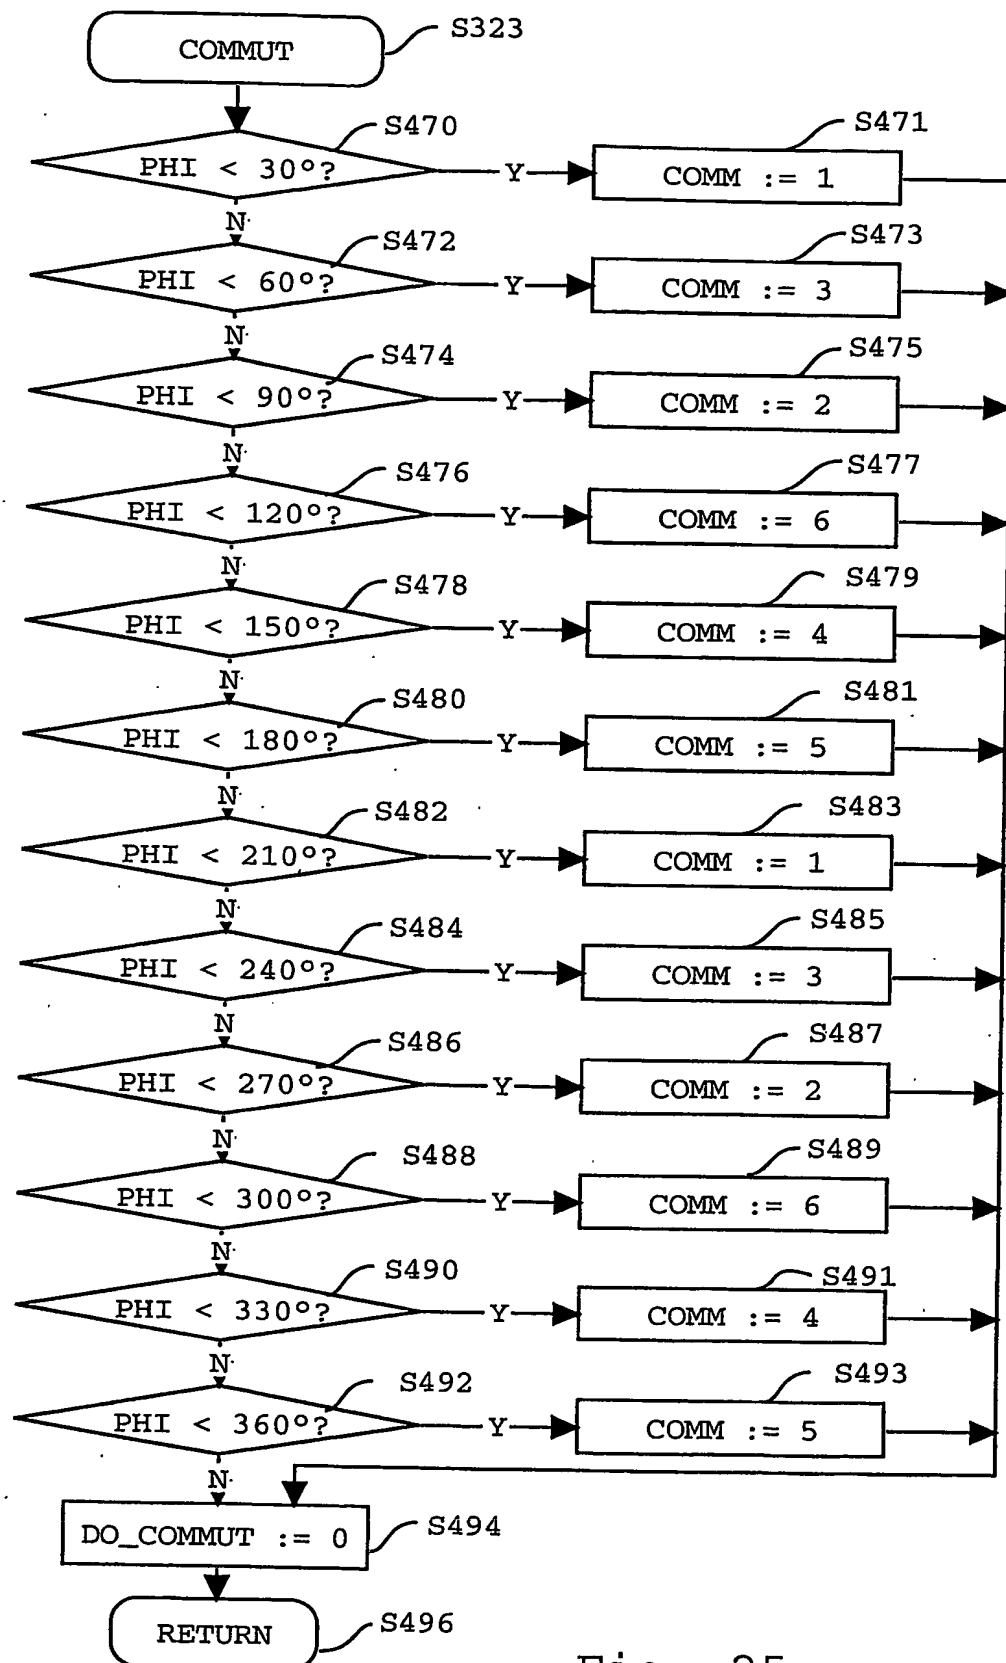 COMMUT
S323
S470
PHI < 30°?
Y
S471
COMM := 1
N
S472
PHI < 60°?
Y
S473
COMM := 3
N
S474
PHI < 90°?
Y
S475
COMM := 2
N
S476
PHI < 120°?
Y
S477
COMM := 6
N
S478
PHI < 150°?
Y
S479
COMM := 4
N
S480
PHI < 180°?
Y
S481
COMM := 5
N
S482
PHI < 210°?
Y
S483
COMM := 1
N
S484
PHI < 240°?
Y
S485
COMM := 3
N
S486
PHI < 270°?
Y
S487
COMM := 2
N
S488
PHI < 300°?
Y
S489
COMM := 6
N
S490
PHI < 330°?
Y
S491
COMM := 4
N
S492
PHI < 360°?
Y
S493
COMM := 5
N
DO_COMMUT := 0
S494
RETURN
S496